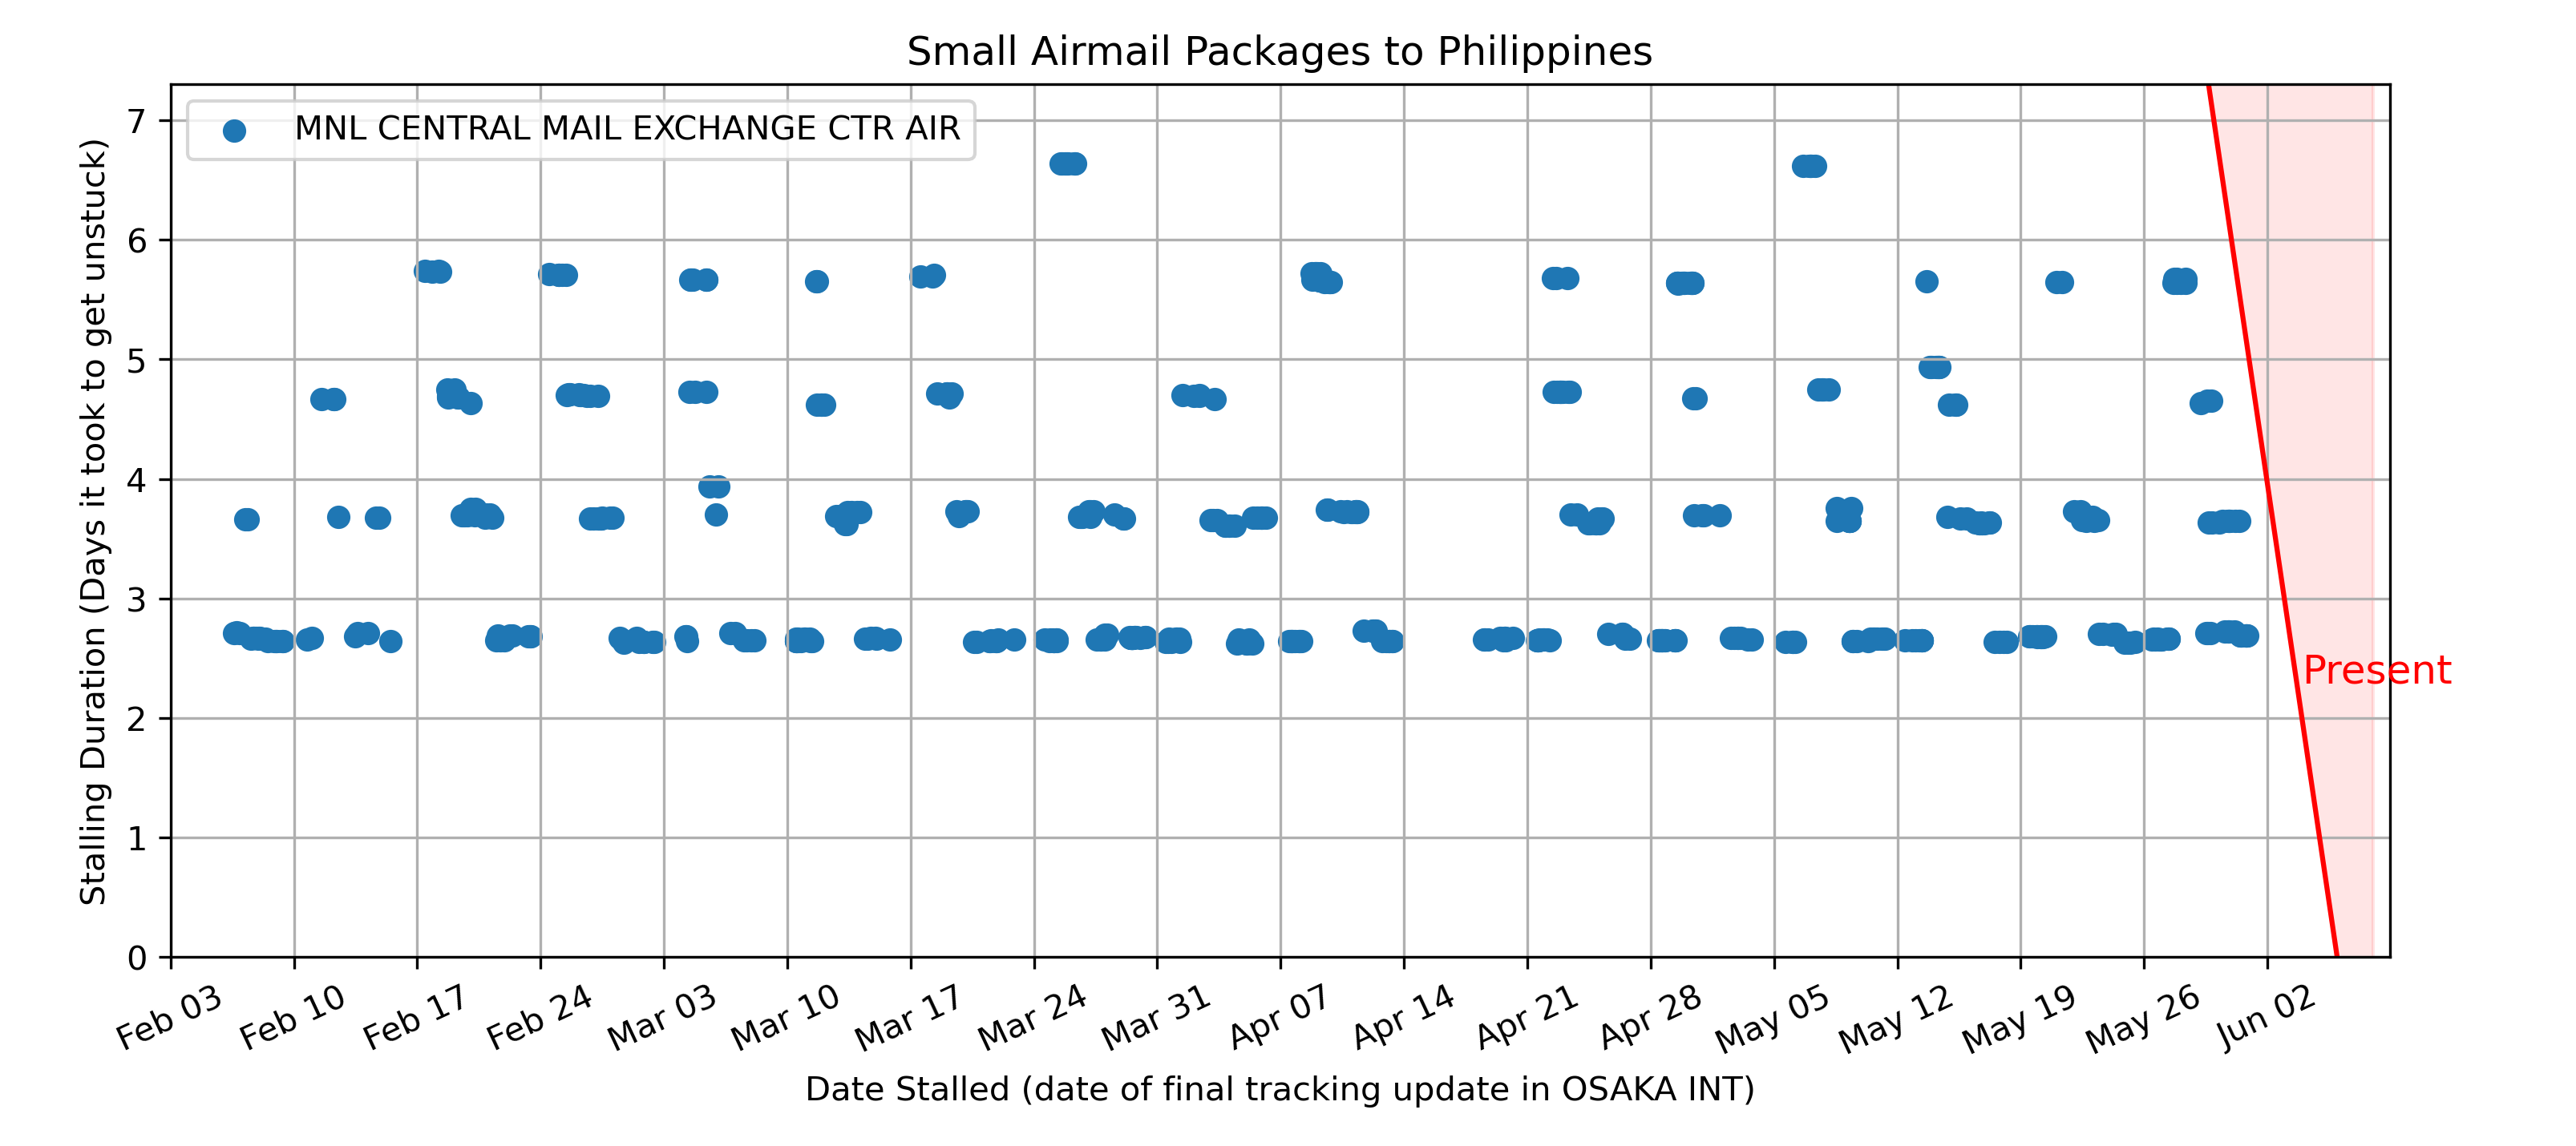 Small Airmail Packages to Philippines
MNL CENTRAL MAIL EXCHANGE CTR AIR
Stalling Duration (Days it took to get unstuck)
7
6
5
4
3
2
1
0
Present
Feb 03
Feb 10
Feb 17
Feb 24
Mar 03
Mar 10
Mar 17
Mar 24
Mar 31
Apr 07
Apr 14
Apr 21
Apr 28
May 05
May 12
May 19
May 26
Jun 02
Date Stalled (date of final tracking update in OSAKA INT)